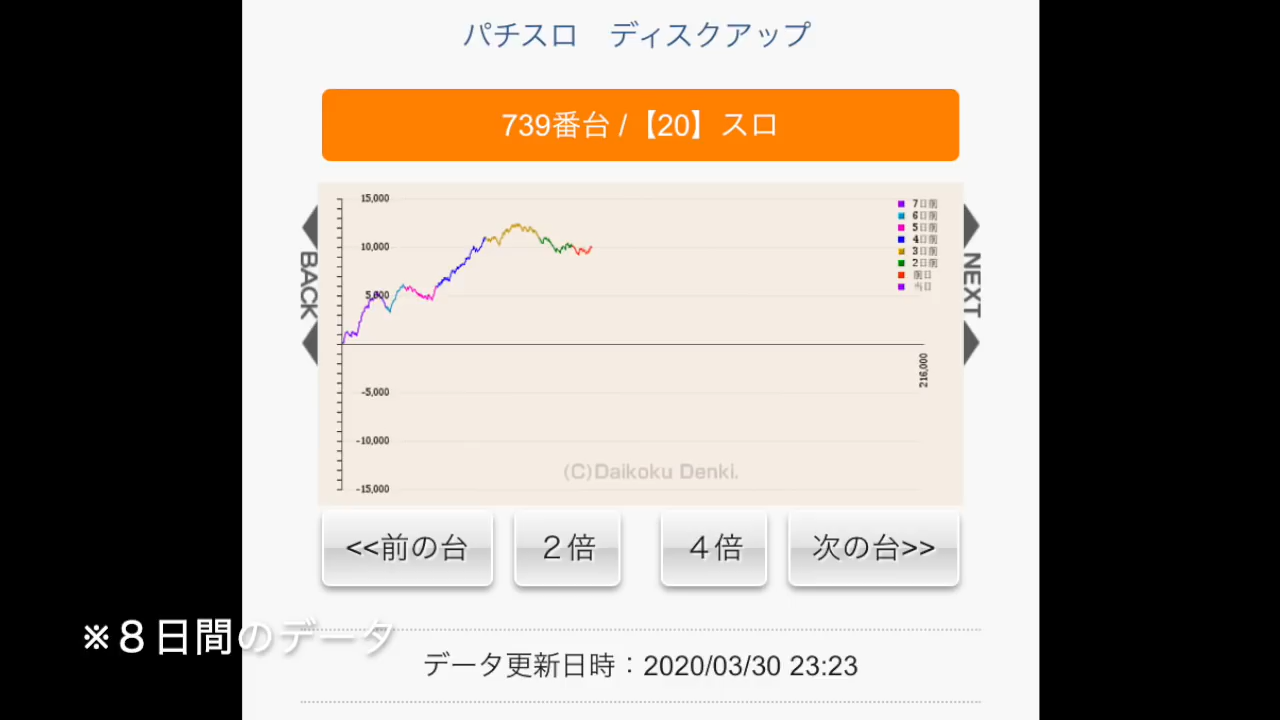 パチスロ　ディスクアップ
739番台 /【20】スロ
15,000
10,000
5,000
-5,000
-10,000
-15,000
216,000
7日前
6日前
5日前
4日前
3日前
2日前
前日
当日
BACK
NEXT
(C)Daikoku Denki.
<<前の台
２倍
４倍
次の台>>
※８日間のデータ
データ更新日時：2020/03/30 23:23